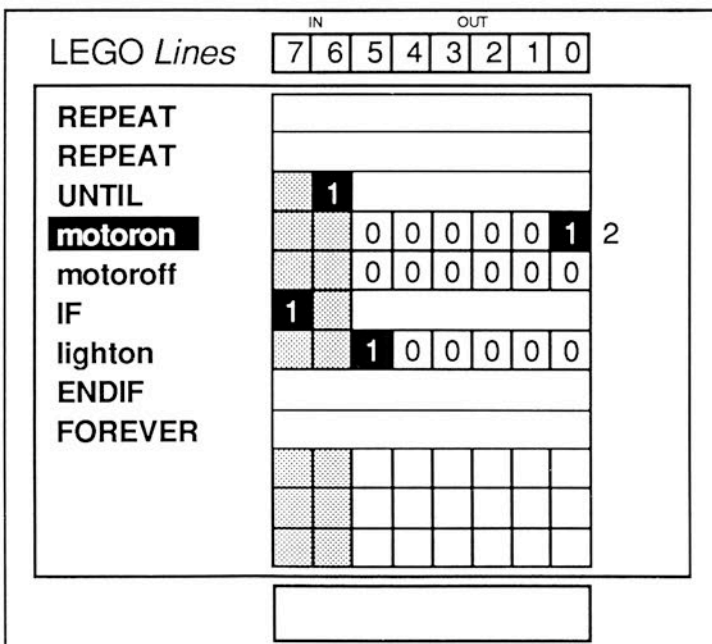 IN OUT
LEGO Lines 7 6 5 4 3 2 1 0
REPEAT
REPEAT
UNTIL 1
motoron 0 0 0 0 0 1 2
motoroff 0 0 0 0 0 0
IF 1
lighton 1 0 0 0 0 0
ENDIF
FOREVER